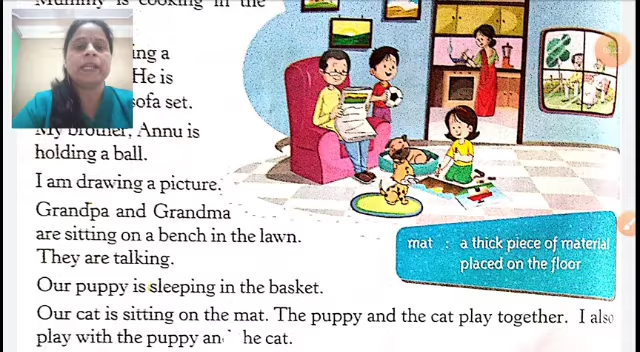 Mummy is cooking in the
ing a
He is
sofa set.
My brother, Annu is
holding a ball.
I am drawing a picture.
Grandpa and Grandma
are sitting on a bench in the lawn.
They are talking.
Our puppy is sleeping in the basket.
Our cat is sitting on the mat. The puppy and the cat play together. I also
play with the puppy an he cat.
mat : a thick piece of material
placed on the floor